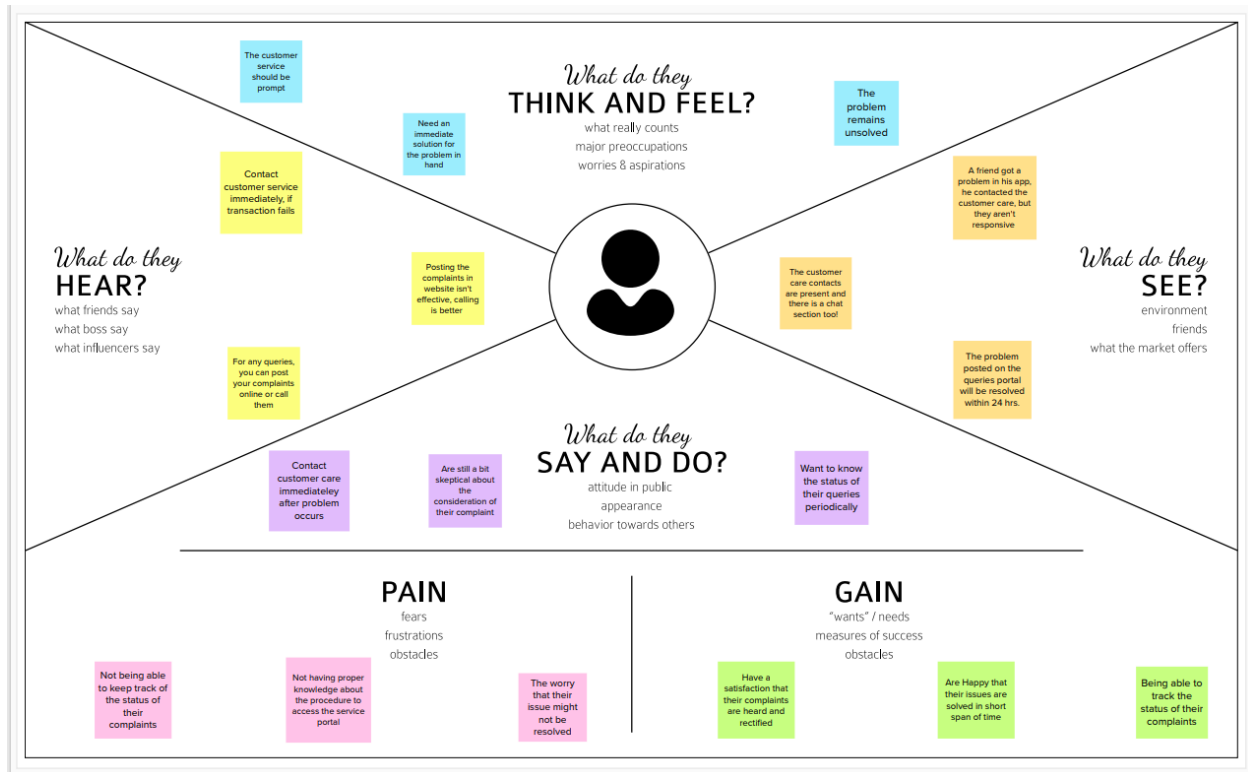 The customer
service
should be
prompt
Need an
immediate
solution for
the problem in
hand
What do they
THINK AND FEEL?
what really counts
major preoccupations
worries & aspirations
The
problem
remains
unsolved
What do they
HEAR?
what friends say
what boss say
what influencers say
Contact
customer service
immediately, if
transaction fails
Posting the
complaints in
website isn't
effective, calling
is better
For any queries,
you can post
your complaints
online or call
them
A friend got a
problem in his app,
he contacted the
customer care, but
they aren't
responsive
The customer
care contacts
are present and
there is a chat
section too!
The problem
posted on the
queries portal
will be resolved
within 24 hrs.
What do they
SEE?
environment
friends
what the market offers
What do they
SAY AND DO?
attitude in public
appearance
behavior towards others
Contact
customer care
immediateley
after problem
occurs
Are still a bit
skeptical about
the
consideration of
their complaint
Want to know
the status of
their queries
periodically
PAIN
fears
frustrations
obstacles
Not being able
to keep track of
the status of
their
complaints
Not having proper
knowledge about
the procedure to
access the service
portal
The worry
that their
issue might
not be
resolved
GAIN
"wants" / needs
measures of success
obstacles
Have a
satisfaction that
their complaints
are heard and
rectified
Are Happy that
their issues are
solved in short
span of time
Being able to
track the
status of their
complaints